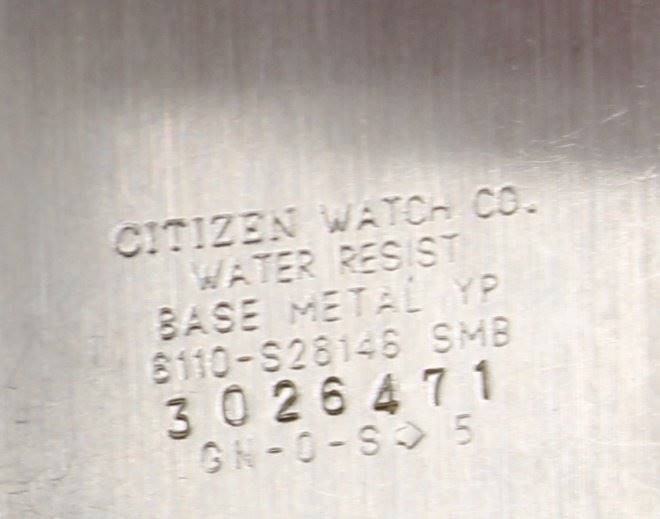 CITIZEN WATCH CO.
WATER RESIST
BASE METAL YP
6110-S28146 SMB
3026471
GN-0-S 5